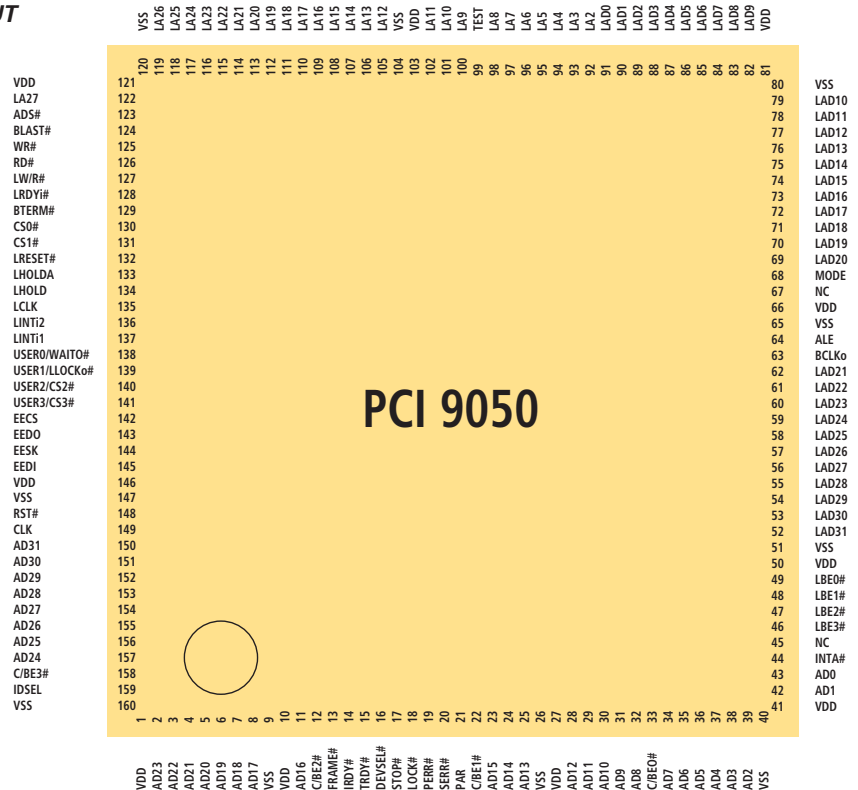 UT
VSS LA26 LA25 LA24 LA23 LA22 LA21 LA20 LA19 LA18 LA17 LA16 LA15 LA14 LA13 LA12 VSS VDD LA11 LA10 LA9 TEST LA8 LA7 LA6 LA5 LA4 LA3 LA2 LAD0 LAD1 LAD2 LAD3 LAD4 LAD5 LAD6 LAD7 LAD8 LAD9 VDD
120 119 118 117 116 115 114 113 112 111 110 109 108 107 106 105 104 103 102 101 100 99 98 97 96 95 94 93 92 91 90 89 88 87 86 85 84 83 82 81
VDD 121
LA27 122
ADS# 123
BLAST# 124
WR# 125
RD# 126
LW/R# 127
LRDYi# 128
BTERM# 129
CS0# 130
CS1# 131
LRESET# 132
LHOLDA 133
LHOLD 134
LCLK 135
LINTi2 136
LINTi1 137
USER0/WAITO# 138
USER1/LLOCKo# 139
USER2/CS2# 140
USER3/CS3# 141
EECS 142
EEDO 143
EESK 144
EEDI 145
VDD 146
VSS 147
RST# 148
CLK 149
AD31 150
AD30 151
AD29 152
AD28 153
AD27 154
AD26 155
AD25 156
AD24 157
C/BE3# 158
IDSEL 159
VSS 160
PCI 9050
80 VSS
79 LAD10
78 LAD11
77 LAD12
76 LAD13
75 LAD14
74 LAD15
73 LAD16
72 LAD17
71 LAD18
70 LAD19
69 LAD20
68 MODE
67 NC
66 VDD
65 VSS
64 ALE
63 BCLKo
62 LAD21
61 LAD22
60 LAD23
59 LAD24
58 LAD25
57 LAD26
56 LAD27
55 LAD28
54 LAD29
53 LAD30
52 LAD31
51 VSS
50 VDD
49 LBE0#
48 LBE1#
47 LBE2#
46 LBE3#
45 NC
44 INTA#
43 AD0
42 AD1
41 VDD
1 2 3 4 5 6 7 8 9 10 11 12 13 14 15 16 17 18 19 20 21 22 23 24 25 26 27 28 29 30 31 32 33 34 35 36 37 38 39 40
VDD AD23 AD22 AD21 AD20 AD19 AD18 AD17 VSS VDD AD16 C/BE2# FRAME# IRDY# TRDY# DEVSEL# STOP# LOCK# PERR# SERR# PAR C/BE1# AD15 AD14 AD13 VSS VDD AD12 AD11 AD10 AD9 AD8 C/BEO# AD7 AD6 AD5 AD4 AD3 AD2 VSS